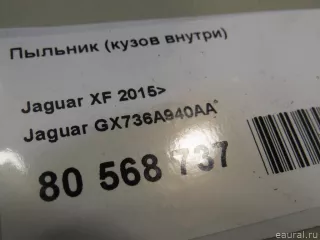 Пыльник (кузов внутри)
Jaguar XF 2015>
Jaguar GX736A940AA*
80 568 737
eaural.ru